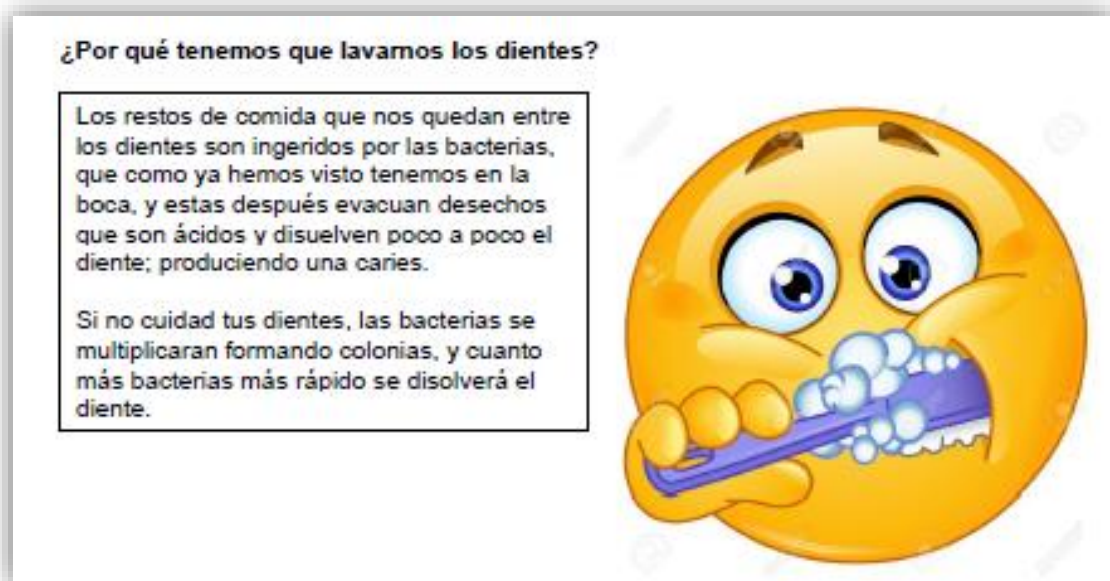 ¿Por qué tenemos que lavarnos los dientes?
Los restos de comida que nos quedan entre
los dientes son ingeridos por las bacterias,
que como ya hemos visto tenemos en la
boca, y estas después evacuan desechos
que son ácidos y disuelven poco a poco el
diente; produciendo una caries.
Si no cuidad tus dientes, las bacterias se
multiplicaran formando colonias, y cuanto
más bacterias más rápido se disolverá el
diente.